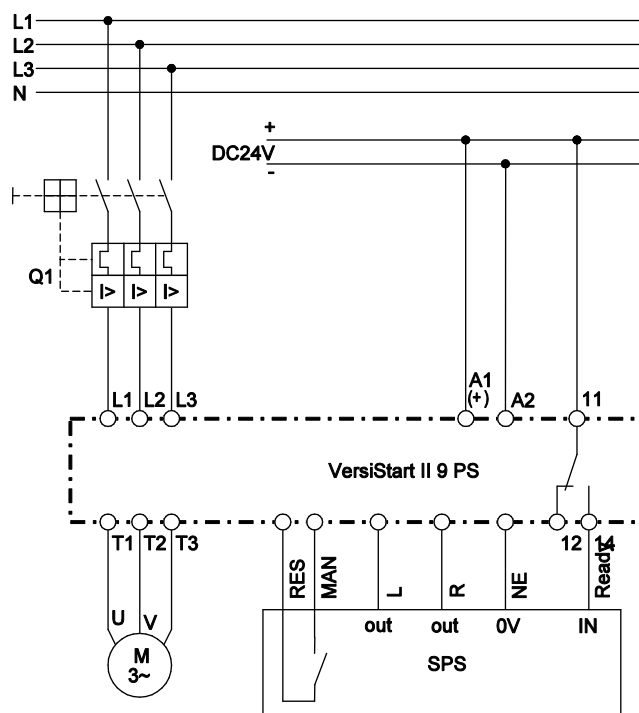 L1
L2
L3
N
+
DC24V
-
Q1
I> I> I>
L1 L2 L3
A1 (+)
A2
11
VersiStart II 9 PS
T1 T2 T3
12 14
RES
MAN
L
R
NE
Ready
U
V
M
3~
out
out
0V
IN
SPS